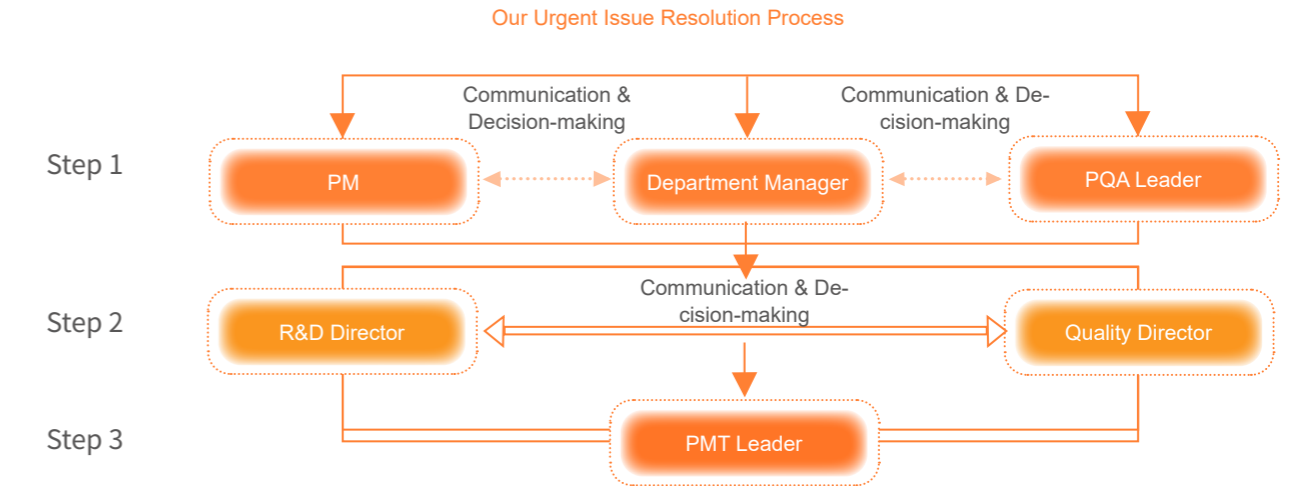 Our Urgent Issue Resolution Process
Communication &
Decision-making
Communication & De-
cision-making
Step 1
PM
Department Manager
PQA Leader
Communication & De-
cision-making
Step 2
R&D Director
Quality Director
Step 3
PMT Leader